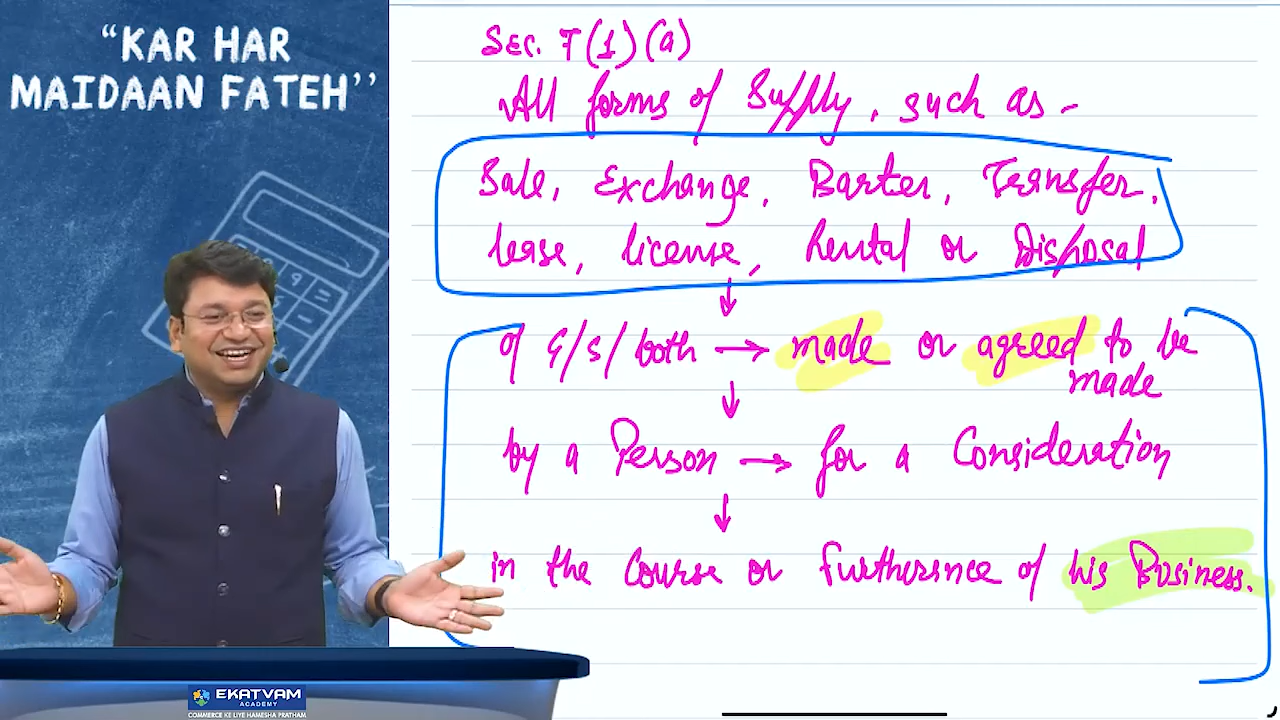 “KAR HAR
MAIDAAN FATEH’’
Sec. 7(1)(a)
All forms of Supply, such as -
Sale, Exchange, Barter, Transfer,
lease, license, Rental or Disposal
of G/S/both → made or agreed to be
made
by a Person → for a Consideration
in the Course or furtherance of his Business.
EKATVAM
ACADEMY
COMMERCE KE LIYE HAMESHA PRATHAM